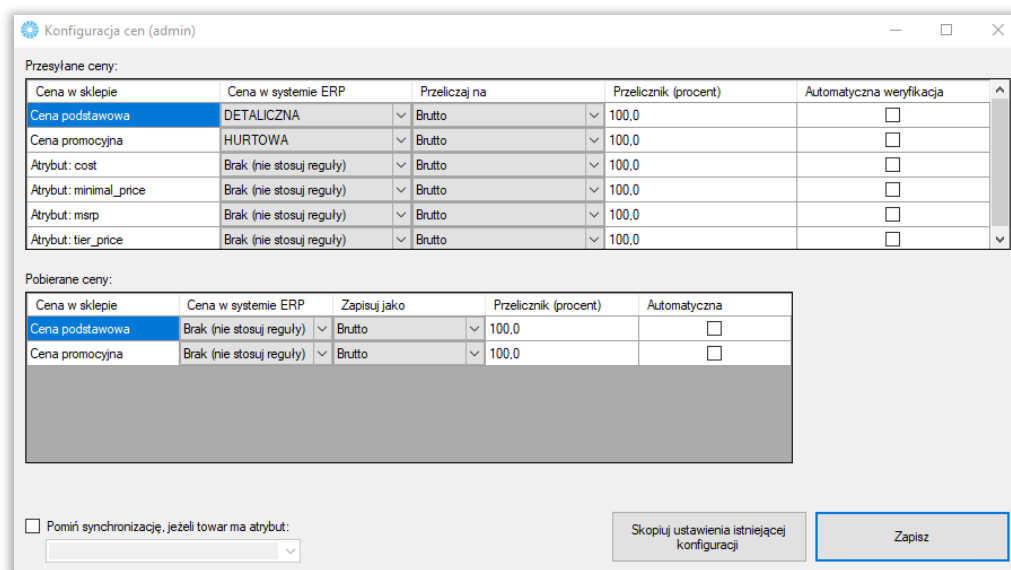 Konfiguracja cen (admin)
Przesyłane ceny:
Cena w sklepie Cena w systemie ERP Przeliczaj na Przelicznik (procent) Automatyczna weryfikacja
Cena podstawowa DETALICZNA Brutto 100,0
Cena promocyjna HURTOWA Brutto 100,0
Atrybut: cost Brak (nie stosuj reguły) Brutto 100,0
Atrybut: minimal_price Brak (nie stosuj reguły) Brutto 100,0
Atrybut: msrp Brak (nie stosuj reguły) Brutto 100,0
Atrybut: tier_price Brak (nie stosuj reguły) Brutto 100,0
Pobierane ceny:
Cena w sklepie Cena w systemie ERP Zapisuj jako Przelicznik (procent) Automatyczna
Cena podstawowa Brak (nie stosuj reguły) Brutto 100,0
Cena promocyjna Brak (nie stosuj reguły) Brutto 100,0
Pomiń synchronizację, jeżeli towar ma atrybut:
Skopiuj ustawienia istniejącej
konfiguracji
Zapisz